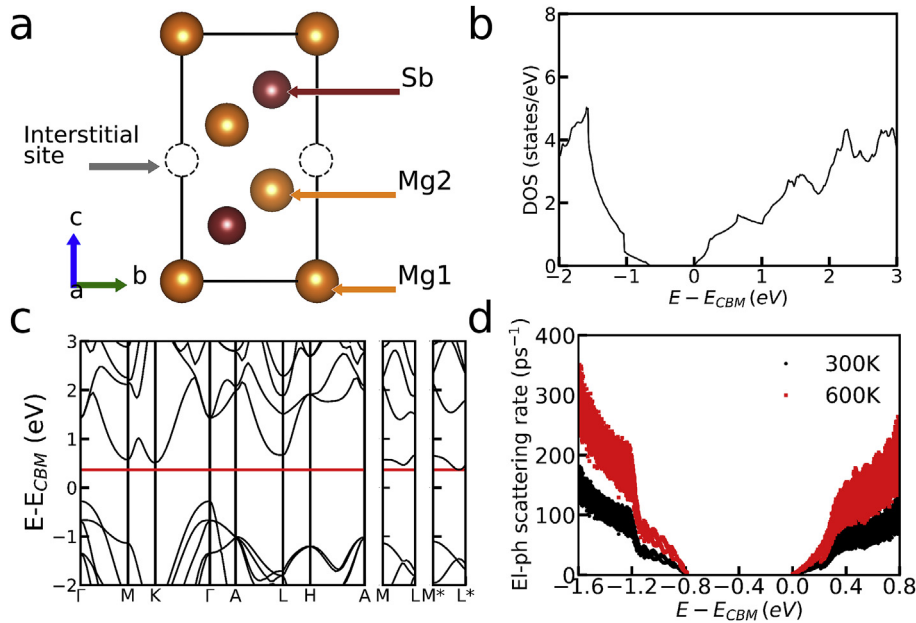 a
Sb
Interstitial
site
Mg2
c
b
a
Mg1
b
DOS (states/eV)
8
6
4
2
0
−2 −1 0 1 2 3
E − E_CBM (eV)
c
E-E_CBM (eV)
3
2
1
0
−1
−2
Γ M K Γ A L H A M L M* L*
d
El-ph scattering rate (ps⁻¹)
400
300
200
100
0
300K
600K
−1.6 −1.2 −0.8 −0.4 0.0 0.4 0.8
E − E_CBM (eV)